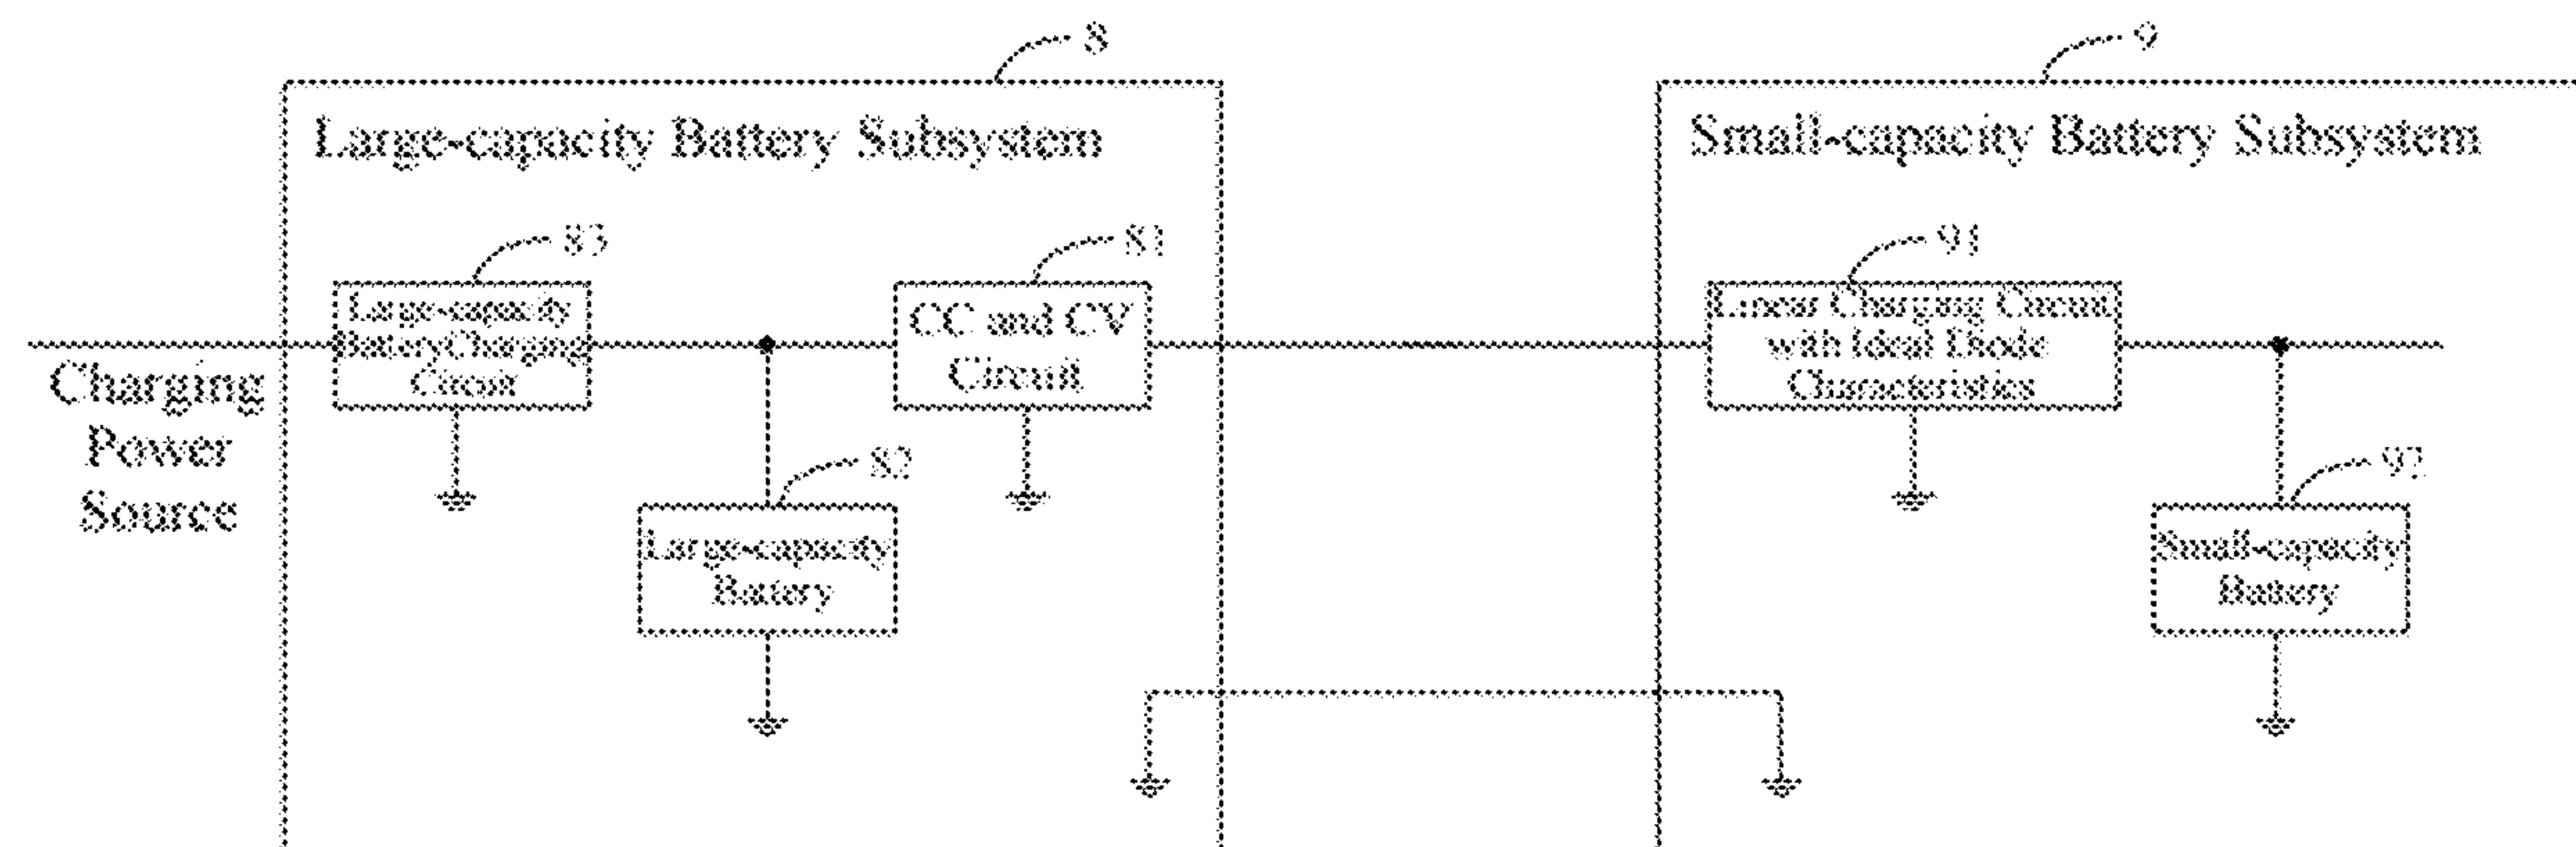 8
9
Large-capacity Battery Subsystem
Small-capacity Battery Subsystem
83
81
91
Large-capacity
Battery Charging
Circuit
CC and CV
Circuit
Linear Charging Circuit
with Ideal Diode
Characteristics
Charging
Power
Source
82
92
Large-capacity
Battery
Small-capacity
Battery